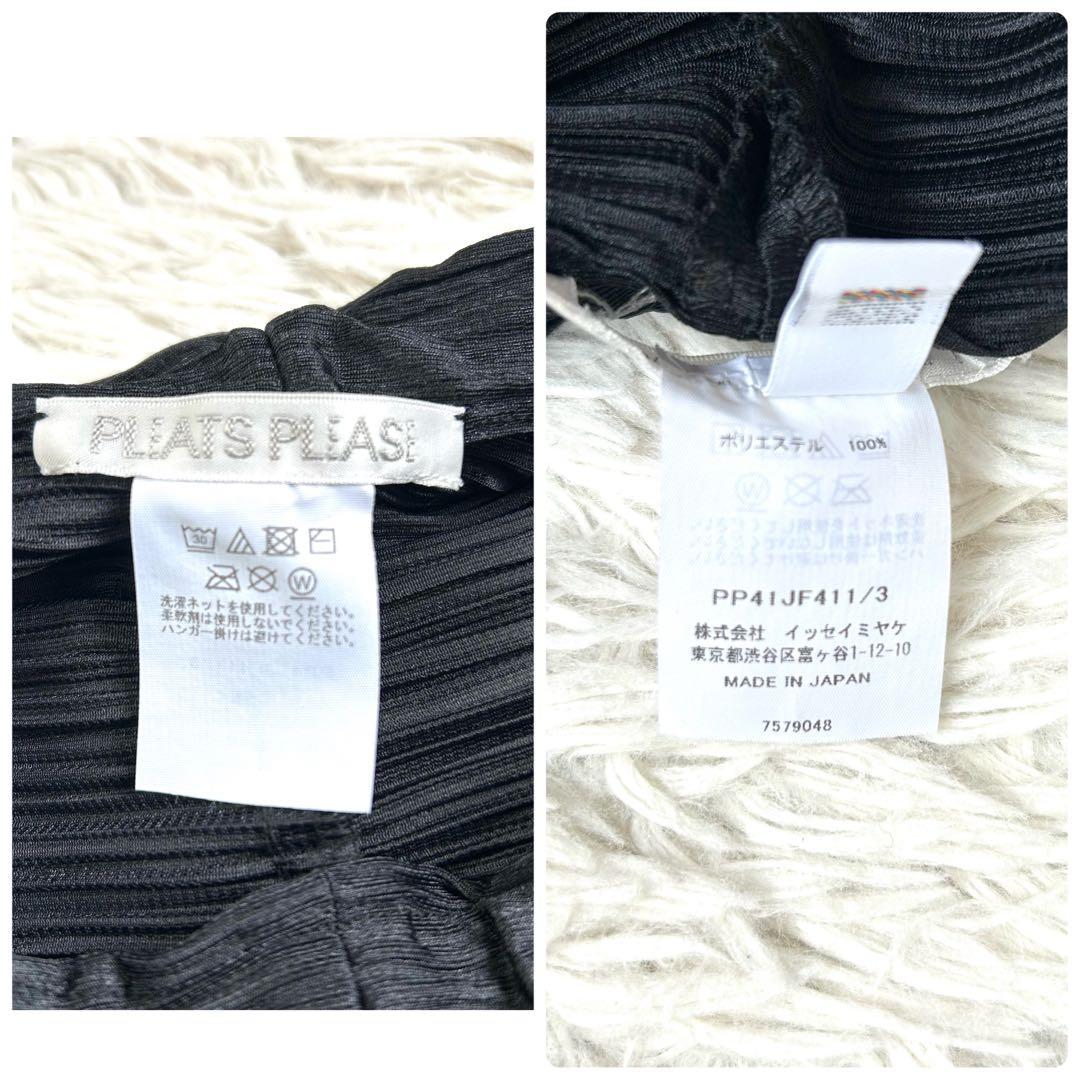 PLEATS PLEASE
30
W
洗濯ネットを使用してください。
柔軟剤は使用しないでください。
ハンガー掛けは避けてください。
ポリエステル 100%
PP41JF411/3
株式会社 イッセイミヤケ
東京都渋谷区富ヶ谷1-12-10
MADE IN JAPAN
7579048